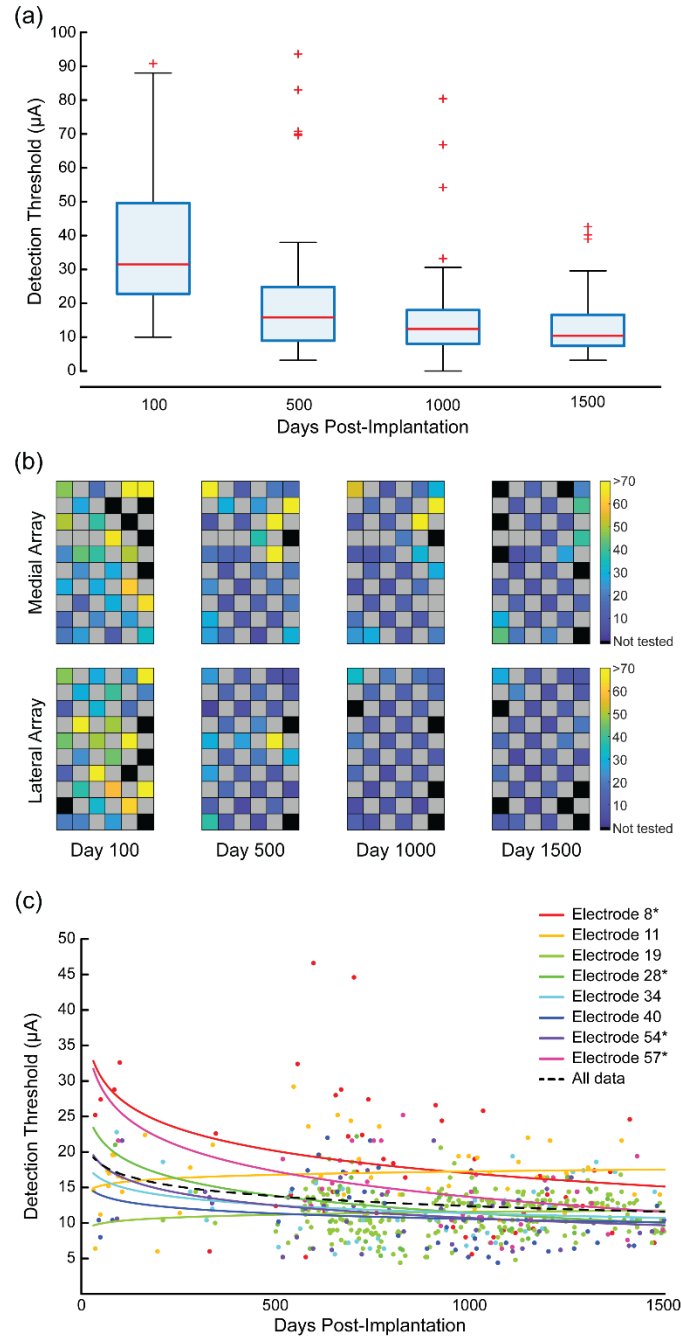 (a)
100
90
80
70
60
50
40
30
20
10
0
Detection Threshold (µA)
100
500
1000
1500
Days Post-Implantation
(b)
Medial Array
>70
60
50
40
30
20
10
Not tested
Lateral Array
>70
60
50
40
30
20
10
Not tested
Day 100
Day 500
Day 1000
Day 1500
(c)
Electrode 8*
Electrode 11
Electrode 19
Electrode 28*
Electrode 34
Electrode 40
Electrode 54*
Electrode 57*
All data
50
45
40
35
30
25
20
15
10
5
Detection Threshold (µA)
0
500
1000
1500
Days Post-Implantation